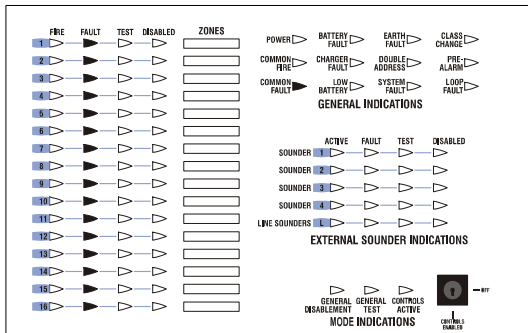 FIRE FAULT TEST DISABLED ZONES
1
2
3
4
5
6
7
8
9
10
11
12
13
14
15
16
POWER BATTERY FAULT EARTH FAULT CLASS CHANGE
COMMON FIRE CHARGER FAULT DOUBLE ADDRESS PRE-ALARM
COMMON FAULT LOW BATTERY SYSTEM FAULT LOOP FAULT
GENERAL INDICATIONS
ACTIVE FAULT TEST DISABLED
SOUNDER 1
SOUNDER 2
SOUNDER 3
SOUNDER 4
LINE SOUNDERS L
EXTERNAL SOUNDER INDICATIONS
GENERAL DISABLEMENT GENERAL TEST CONTROLS ACTIVE
MODE INDICATIONS
OFF
CONTROLS
ENABLED